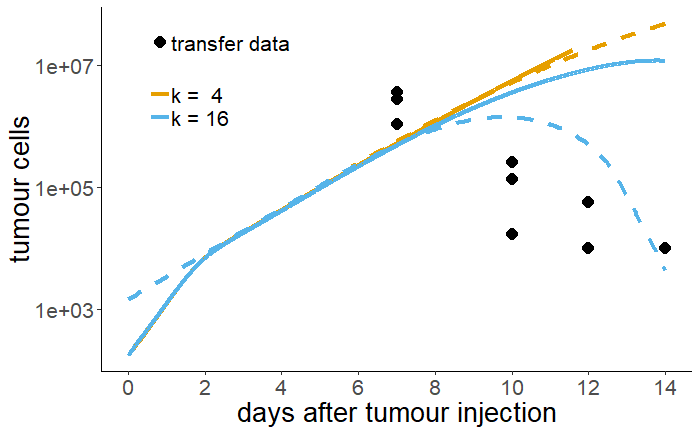 transfer data
k =  4
k = 16
1e+07
1e+05
1e+03
tumour cells
0 2 4 6 8 10 12 14
days after tumour injection